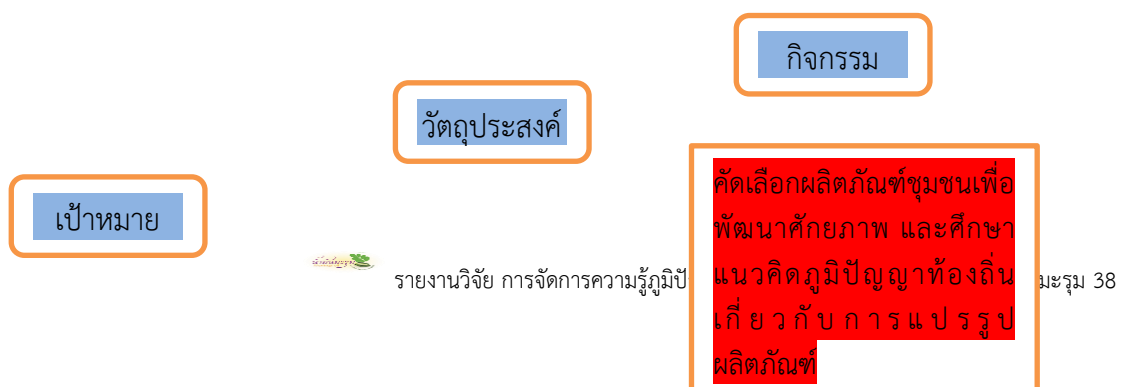 กิจกรรม
วัตถุประสงค์
เป้าหมาย
คัดเลือกผลิตภัณฑ์ชุมชนเพื่อ
พัฒนาศักยภาพ และศึกษา
แนวคิดภูมิปัญญาท้องถิ่น
เกี่ยวกับการแปรรูป
ผลิตภัณฑ์
รายงานวิจัย การจัดการความรู้ภูมิปั มะรุม 38